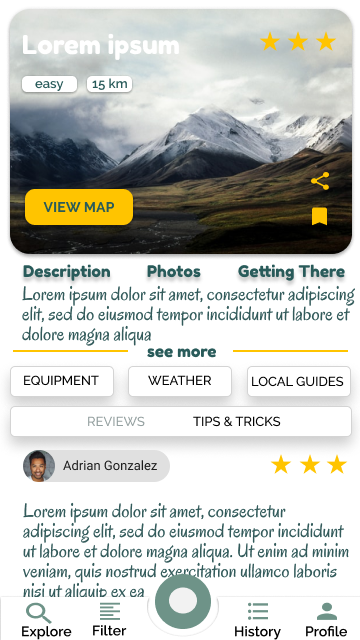 Lorem ipsum
easy 15 km
VIEW MAP
Description Photos Getting There
Lorem ipsum dolor sit amet, consectetur adipiscing
elit, sed do eiusmod tempor incididunt ut labore et
dolore magna aliqua
see more
EQUIPMENT WEATHER LOCAL GUIDES
REVIEWS TIPS & TRICKS
Adrian Gonzalez
Lorem ipsum dolor sit amet, consectetur
adipiscing elit, sed do eiusmod tempor incididunt
ut labore et dolore magna aliqua. Ut enim ad minim
veniam, quis nostrud exercitation ullamco laboris
nisi ut aliquip ex ea
Explore Filter History Profile